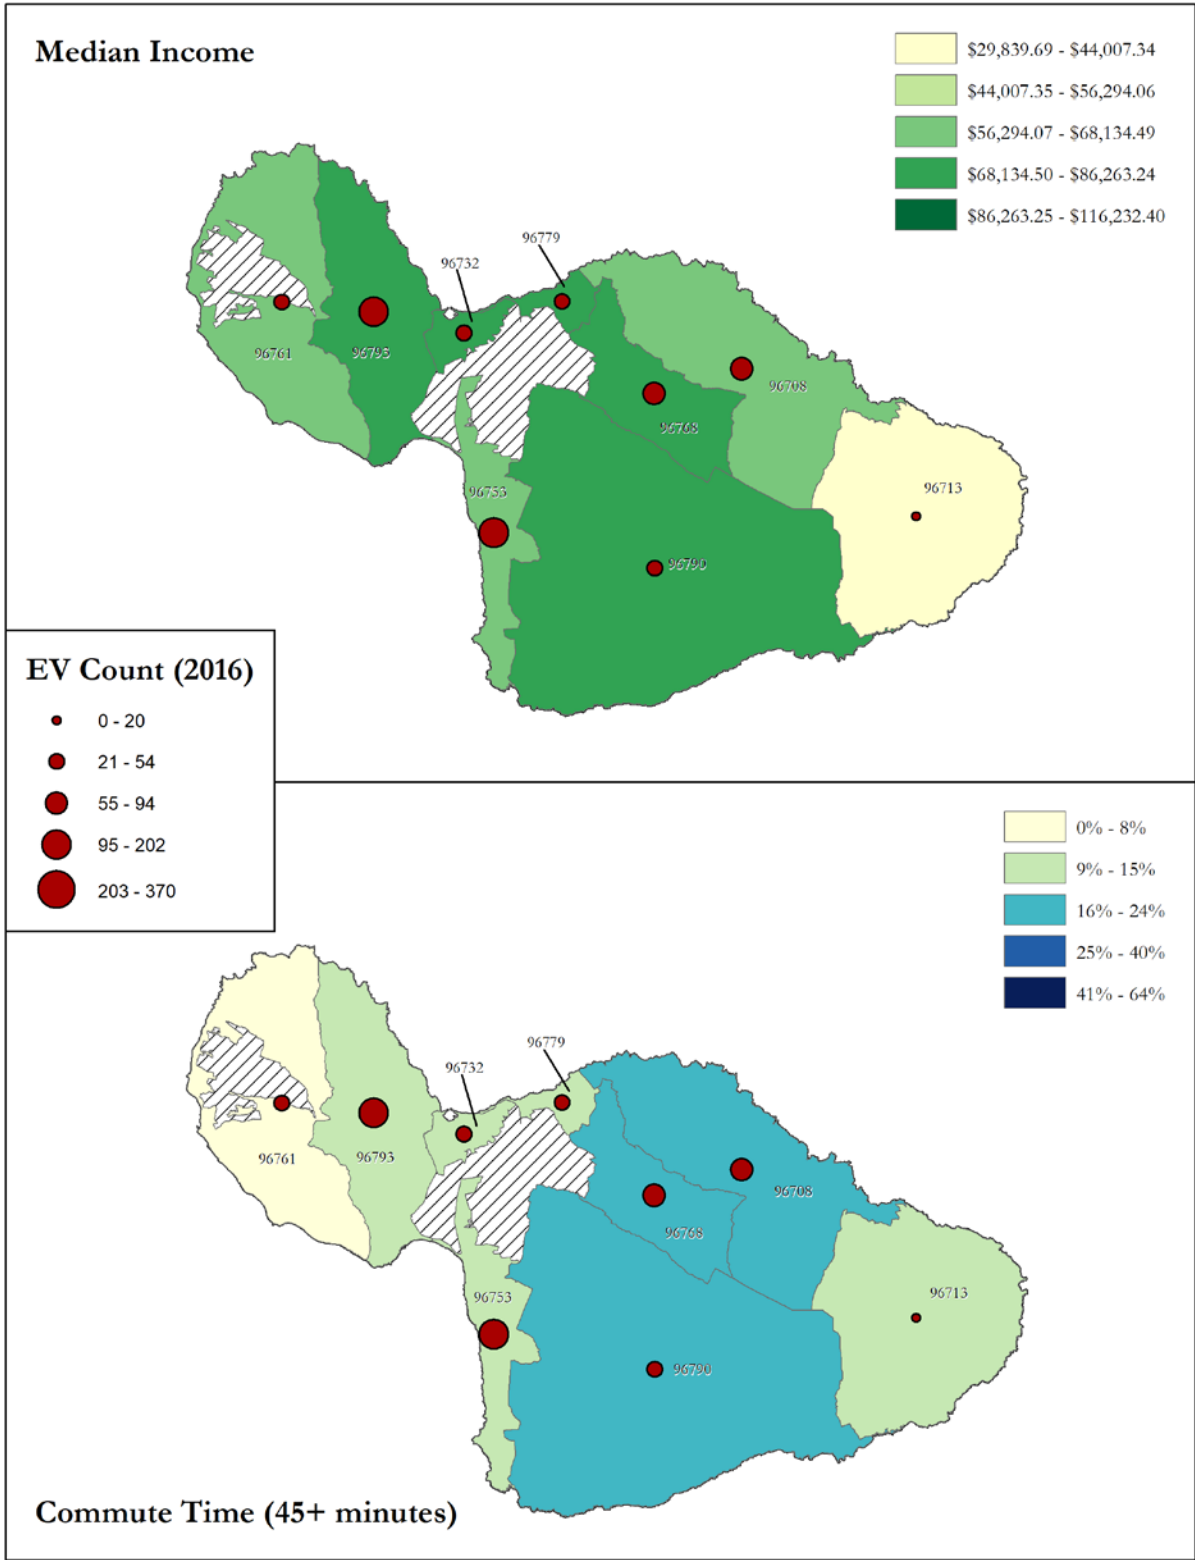 Median Income
$29,839.69 - $44,007.34
$44,007.35 - $56,294.06
$56,294.07 - $68,134.49
$68,134.50 - $86,263.24
$86,263.25 - $116,232.40
96779
96732
96761
96793
96708
96768
96753
96713
96790
EV Count (2016)
0 - 20
21 - 54
55 - 94
95 - 202
203 - 370
0% - 8%
9% - 15%
16% - 24%
25% - 40%
41% - 64%
96779
96732
96761
96793
96708
96768
96753
96713
96790
Commute Time (45+ minutes)